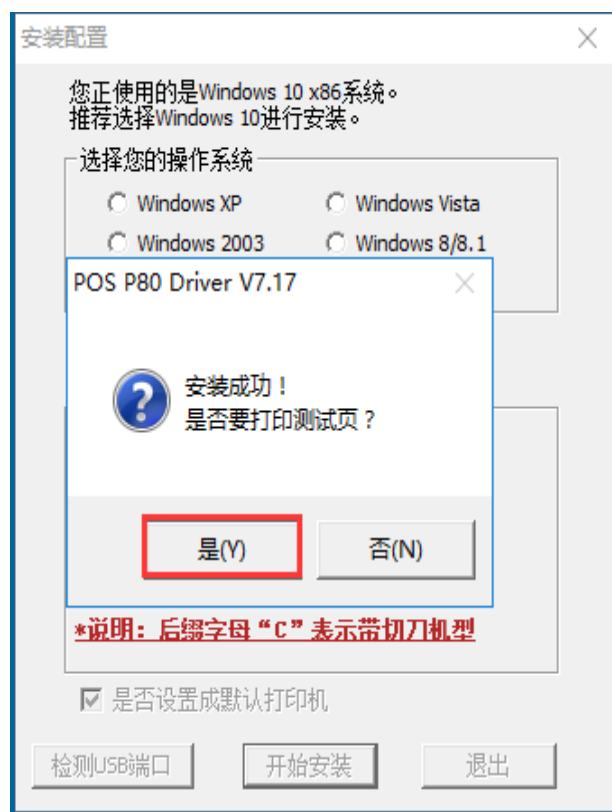 安装配置
您正使用的是Windows 10 x86系统。
推荐选择Windows 10进行安装。
选择您的操作系统
Windows XP
Windows Vista
Windows 2003
Windows 8/8.1
POS P80 Driver V7.17
安装成功！
是否要打印测试页？
是(Y)
否(N)
*说明：后缀字母“C”表示带切刀机型
是否设置成默认打印机
检测USB端口
开始安装
退出